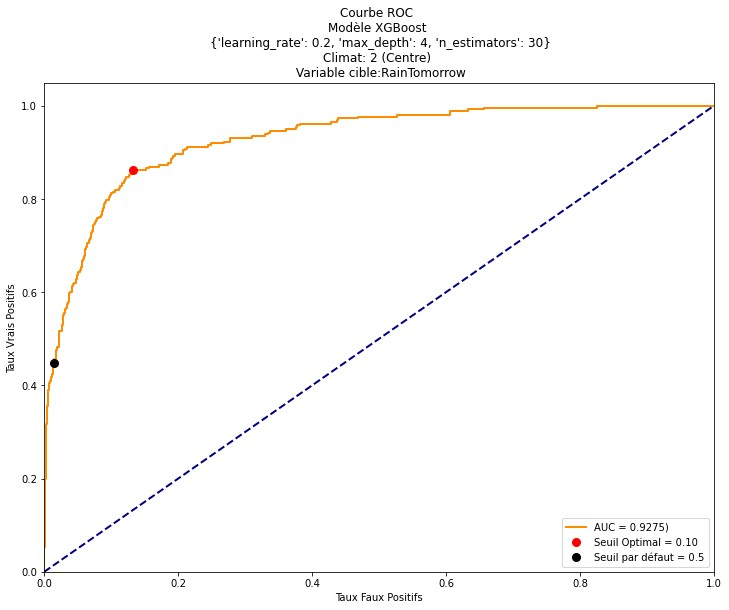 Courbe ROC
Modèle XGBoost
{'learning_rate': 0.2, 'max_depth': 4, 'n_estimators': 30}
Climat: 2 (Centre)
Variable cible:RainTomorrow
1.0
0.8
0.6
0.4
0.2
0.0
Taux Vrais Positifs
AUC = 0.9275)
Seuil Optimal = 0.10
Seuil par défaut = 0.5
0.0 0.2 0.4 0.6 0.8 1.0
Taux Faux Positifs